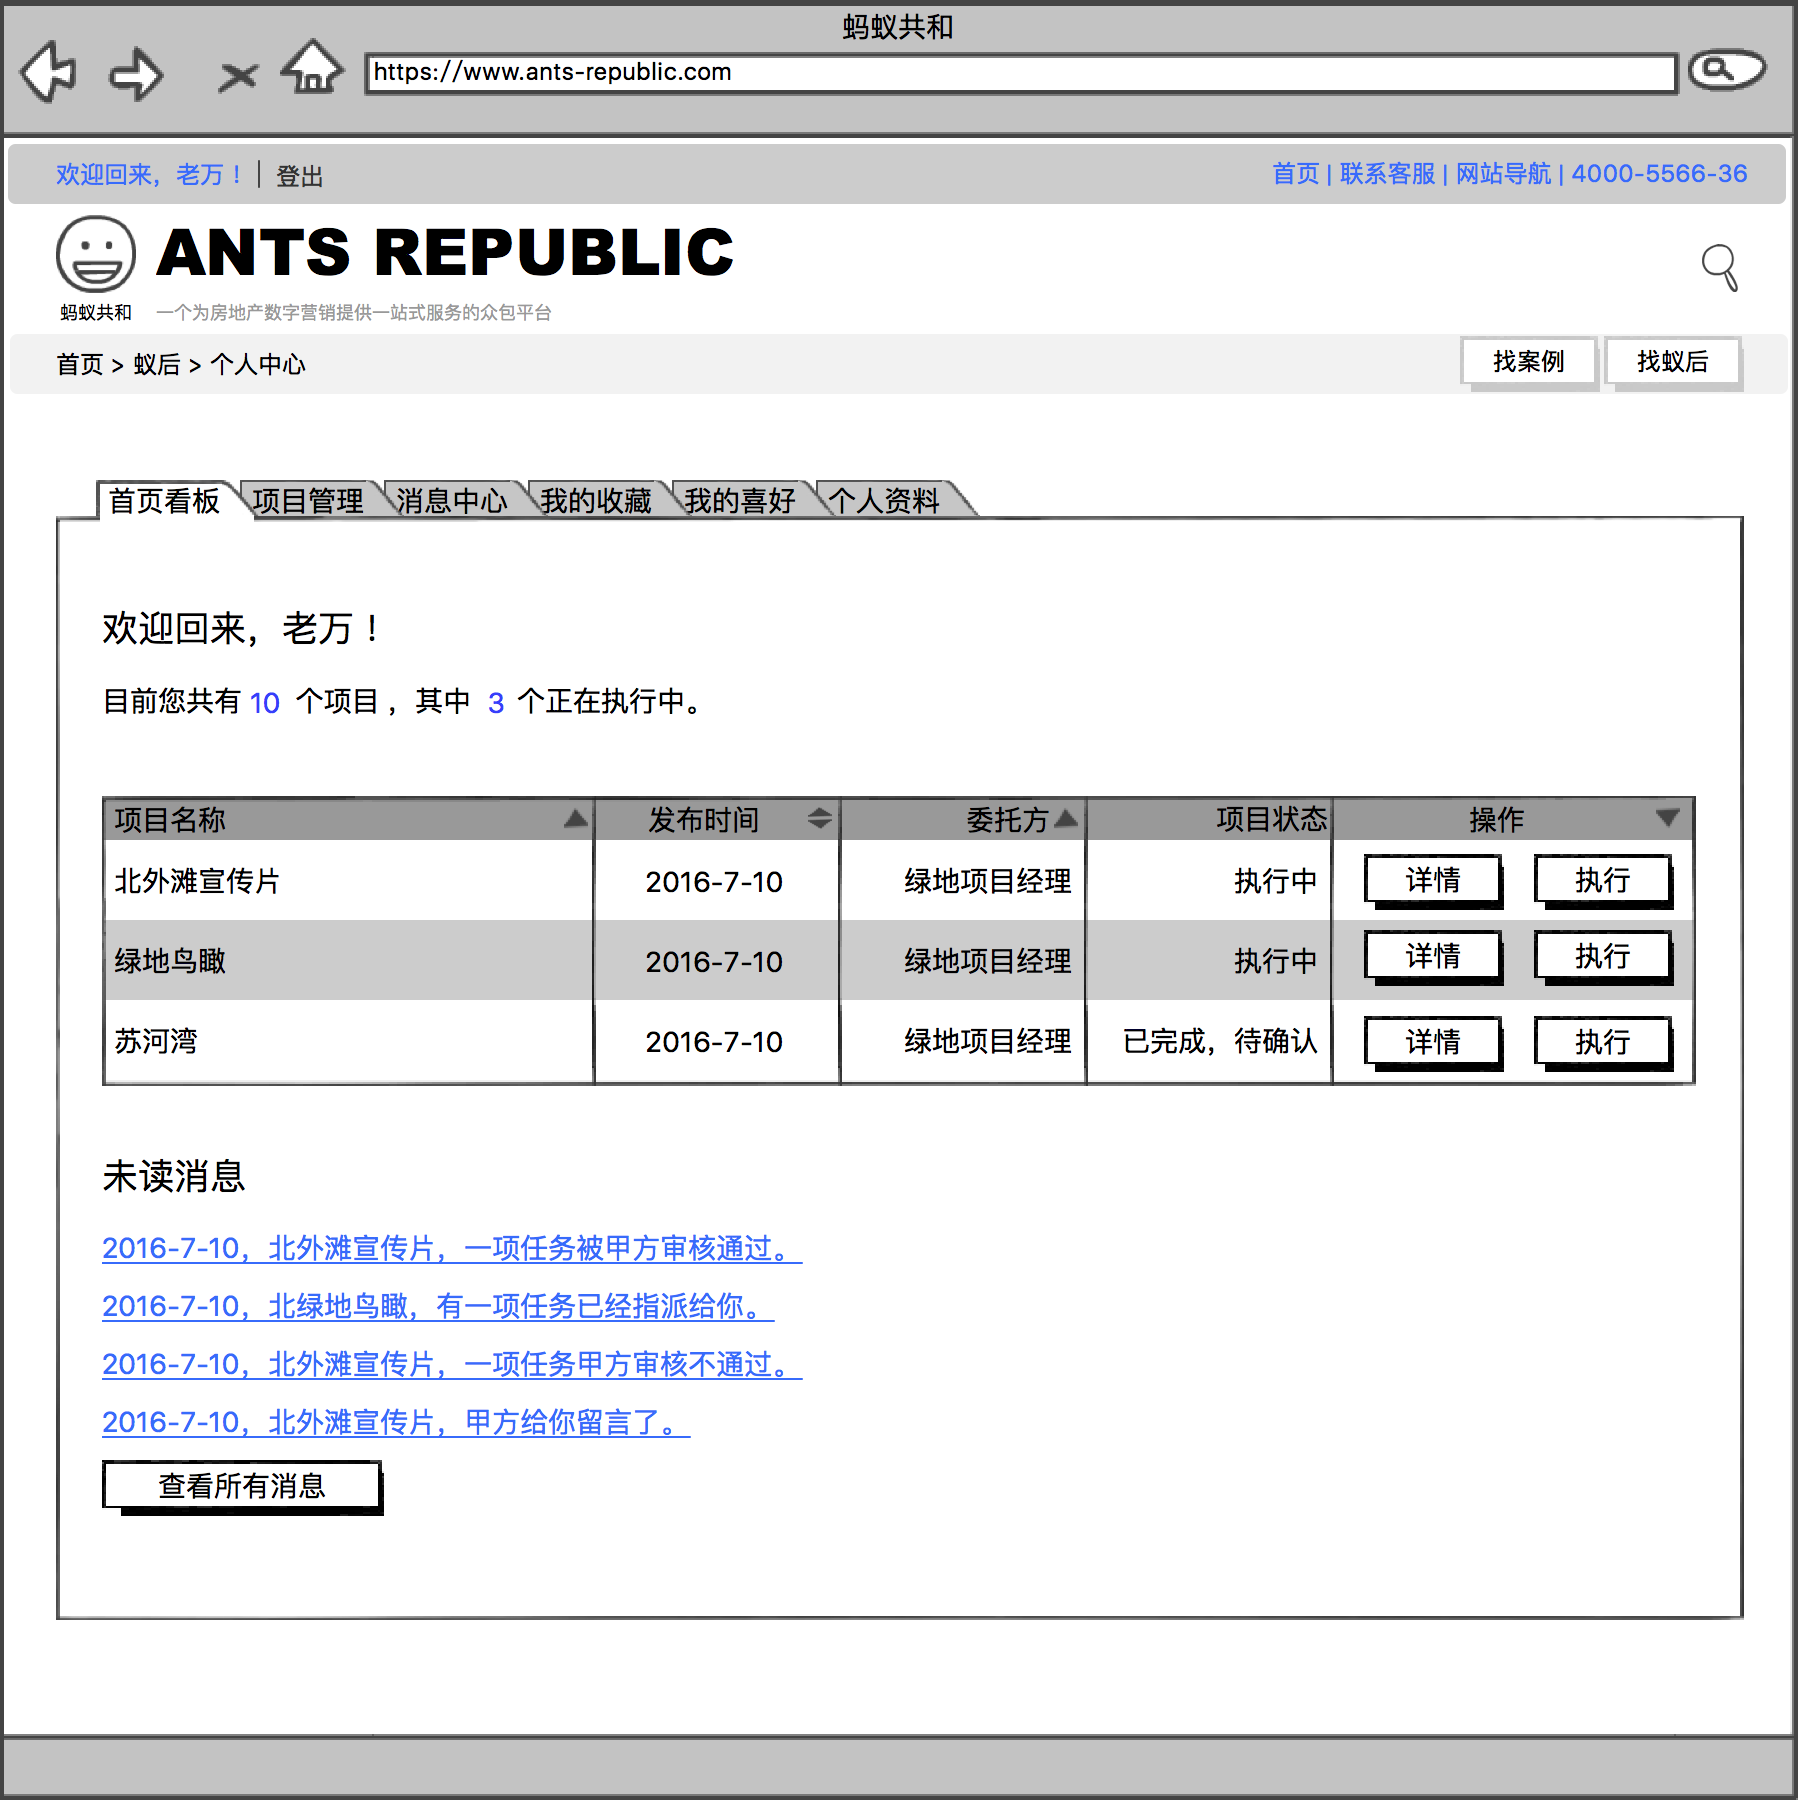 蚂蚁共和
https://www.ants-republic.com
欢迎回来，老万！ | 登出
首页 | 联系客服 | 网站导航 | 4000-5566-36
ANTS REPUBLIC
蚂蚁共和
一个为房地产数字营销提供一站式服务的众包平台
首页 > 蚁后 > 个人中心
找案例 找蚁后
首页看板 项目管理 消息中心 我的收藏 我的喜好 个人资料
欢迎回来，老万！
目前您共有 10 个项目，其中 3 个正在执行中。
项目名称 发布时间 委托方 项目状态 操作
北外滩宣传片 2016-7-10 绿地项目经理 执行中 详情 执行
绿地鸟瞰 2016-7-10 绿地项目经理 执行中 详情 执行
苏河湾 2016-7-10 绿地项目经理 已完成，待确认 详情 执行
未读消息
2016-7-10，北外滩宣传片，一项任务被甲方审核通过。
2016-7-10，北绿地鸟瞰，有一项任务已经指派给你。
2016-7-10，北外滩宣传片，一项任务甲方审核不通过。
2016-7-10，北外滩宣传片，甲方给你留言了。
查看所有消息